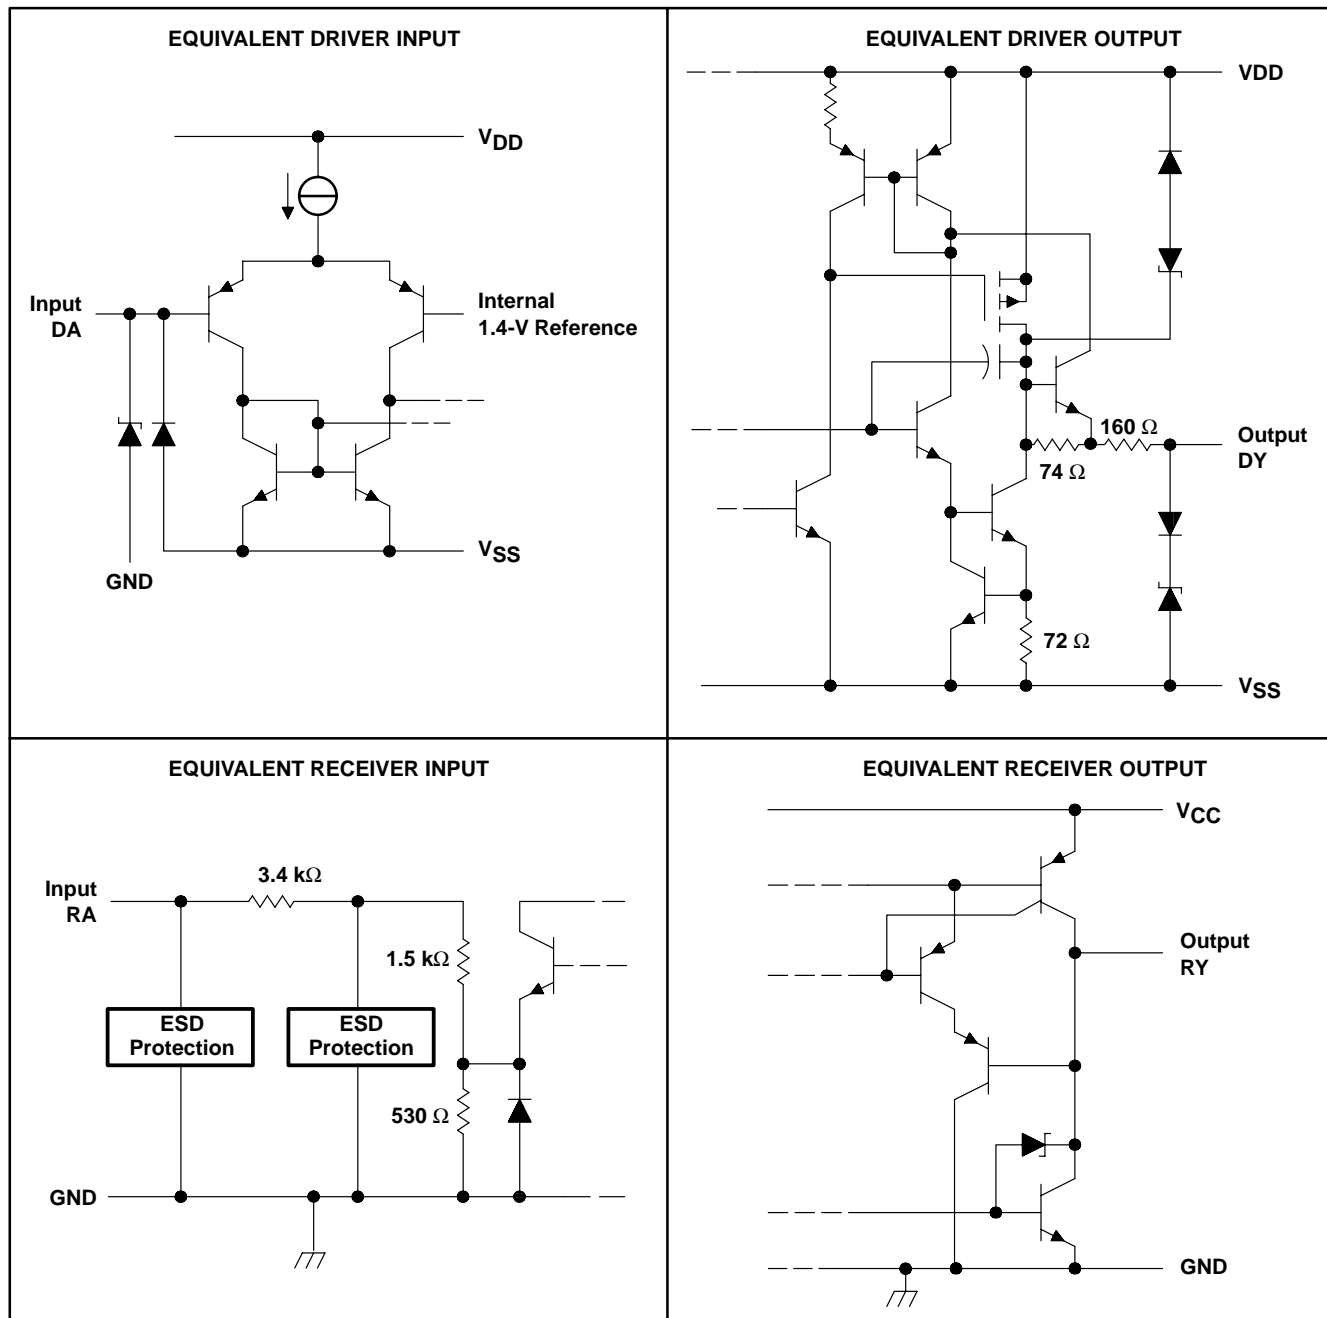 EQUIVALENT DRIVER INPUT
VDD
Input
DA
Internal
1.4-V Reference
VSS
GND
EQUIVALENT DRIVER OUTPUT
VDD
160 Ω
Output
DY
74 Ω
72 Ω
VSS
EQUIVALENT RECEIVER INPUT
3.4 kΩ
Input
RA
1.5 kΩ
ESD
Protection
ESD
Protection
530 Ω
GND
EQUIVALENT RECEIVER OUTPUT
VCC
Output
RY
GND